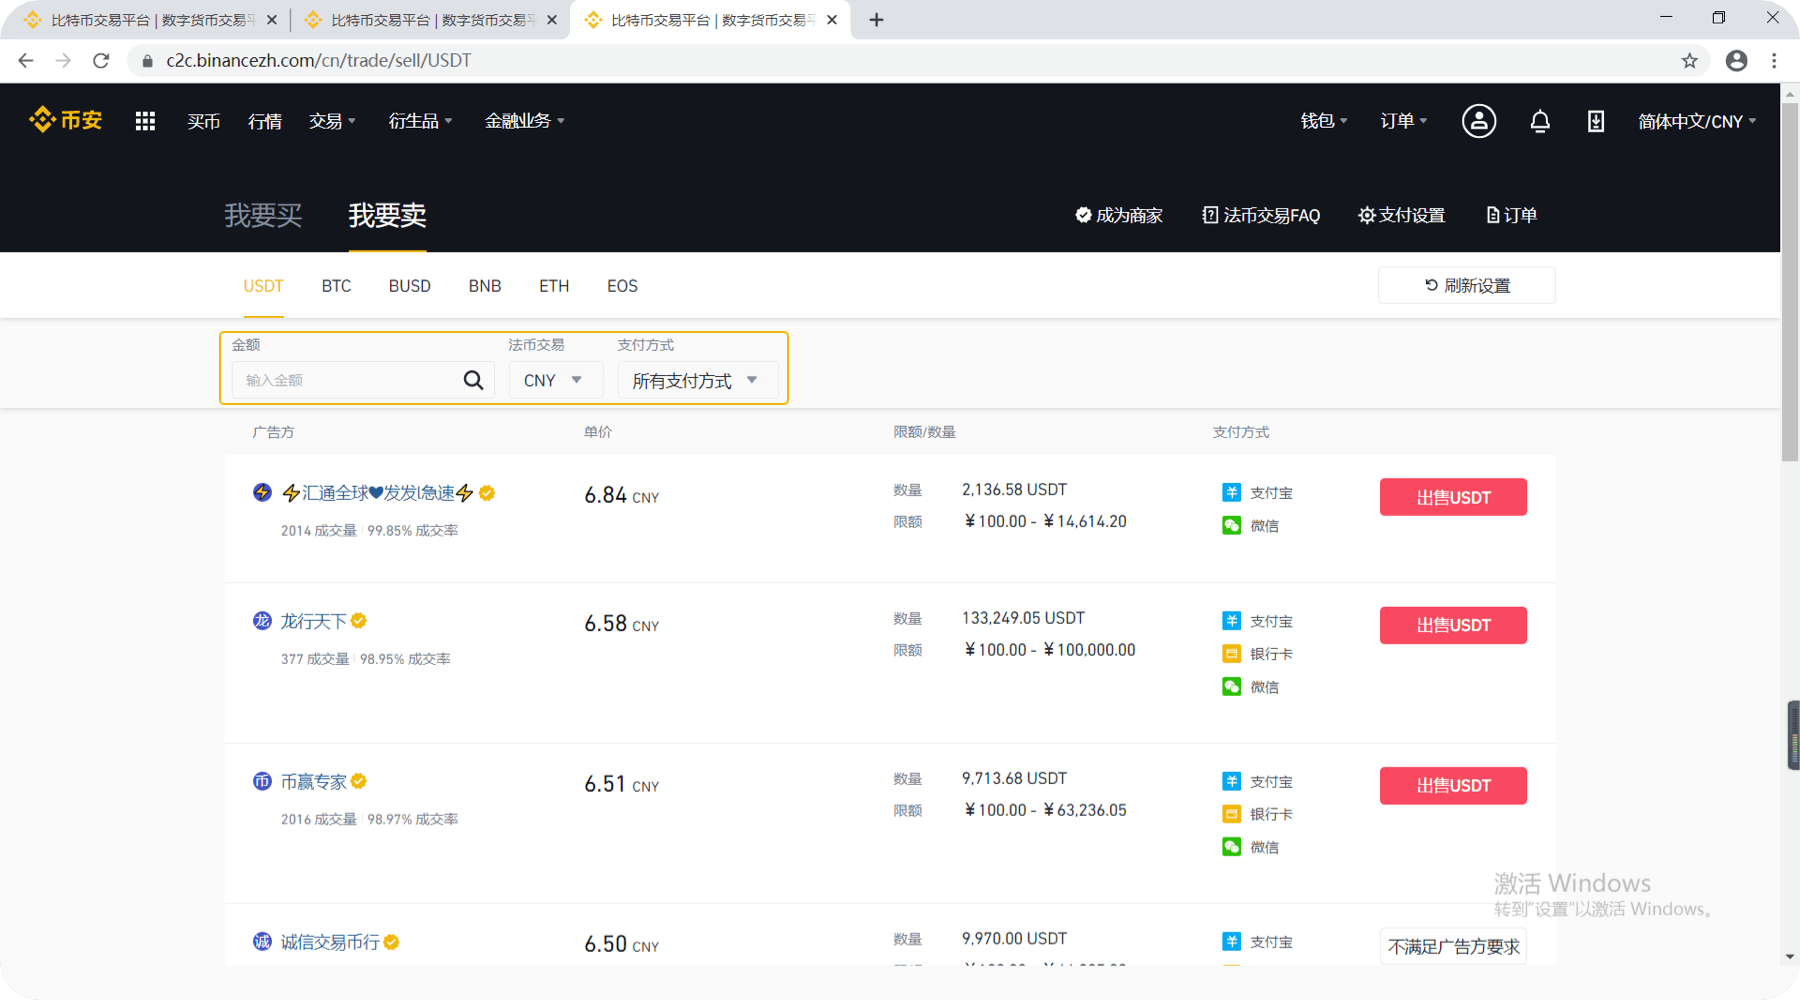 比特币交易平台 | 数字货币交易平
比特币交易平台 | 数字货币交易平
比特币交易平台 | 数字货币交易平
c2c.binancezh.com/cn/trade/sell/USDT
币安
买币
行情
交易
衍生品
金融业务
钱包
订单
简体中文/CNY
我要买
我要卖
成为商家
法币交易FAQ
支付设置
订单
USDT
BTC
BUSD
BNB
ETH
EOS
刷新设置
金额
法币交易
支付方式
输入金额
CNY
所有支付方式
广告方
单价
限额/数量
支付方式
⚡汇通全球♥发发!急速⚡
6.84 CNY
数量 2,136.58 USDT
支付宝
出售USDT
2014 成交量 | 99.85% 成交率
限额 ¥100.00 - ¥14,614.20
微信
龙
龙行天下
6.58 CNY
数量 133,249.05 USDT
支付宝
出售USDT
377 成交量 | 98.95% 成交率
限额 ¥100.00 - ¥100,000.00
银行卡
微信
币
币赢专家
6.51 CNY
数量 9,713.68 USDT
支付宝
出售USDT
2016 成交量 | 98.97% 成交率
限额 ¥100.00 - ¥63,236.05
银行卡
微信
激活 Windows
转到"设置"以激活 Windows。
诚
诚信交易币行
6.50 CNY
数量 9,970.00 USDT
支付宝
不满足广告方要求